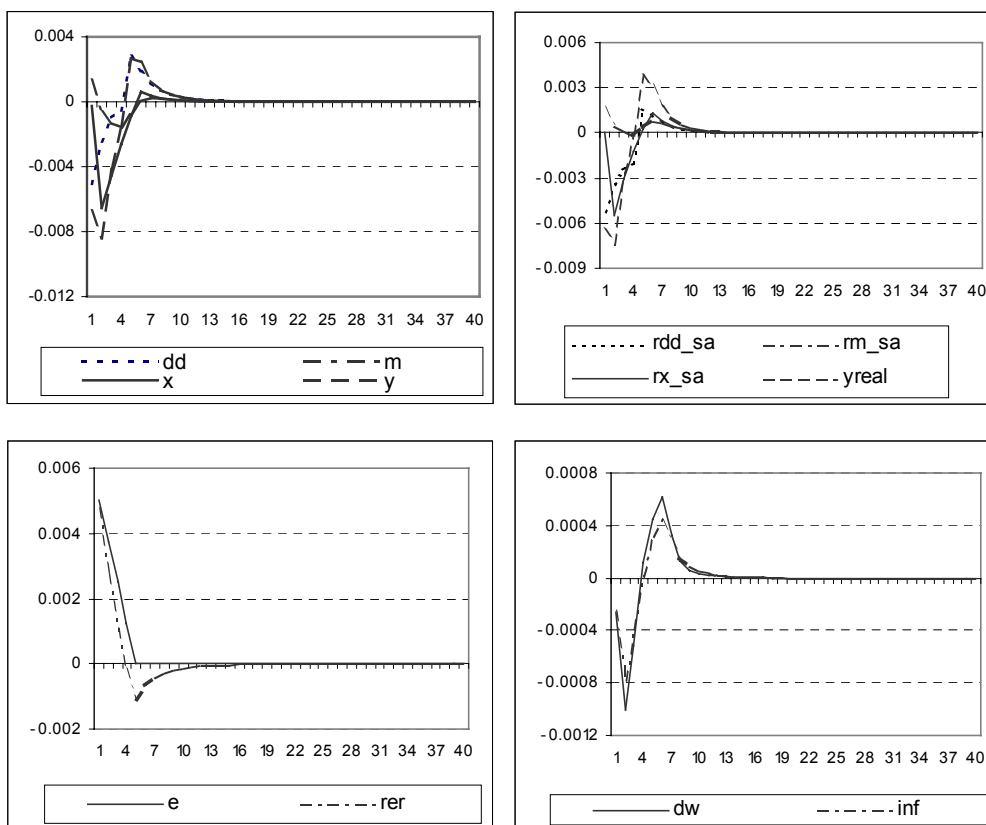 0.004
0
-0.004
-0.008
-0.012
1 4 7 10 13 16 19 22 25 28 31 34 37 40
dd m
x y
0.006
0.003
0.000
-0.003
-0.006
-0.009
1 4 7 10 13 16 19 22 25 28 31 34 37 40
rdd_sa rm_sa
rx_sa yreal
0.006
0.004
0.002
0
-0.002
1 4 7 10 13 16 19 22 25 28 31 34 37 40
e rer
0.0008
0.0004
0
-0.0004
-0.0008
-0.0012
1 4 7 10 13 16 19 22 25 28 31 34 37 40
dw inf